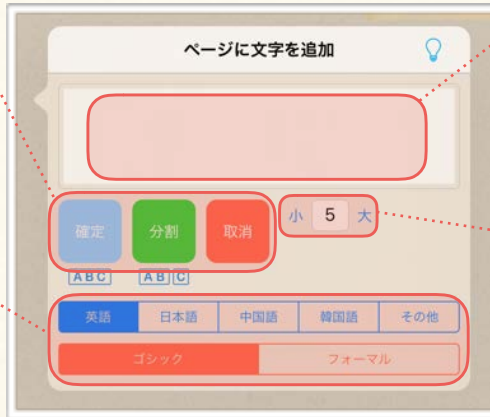 ページに文字を追加
確定 分割 取消
小 5 大
ABC ABC
英語 日本語 中国語 韓国語 その他
ゴシック フォーマル